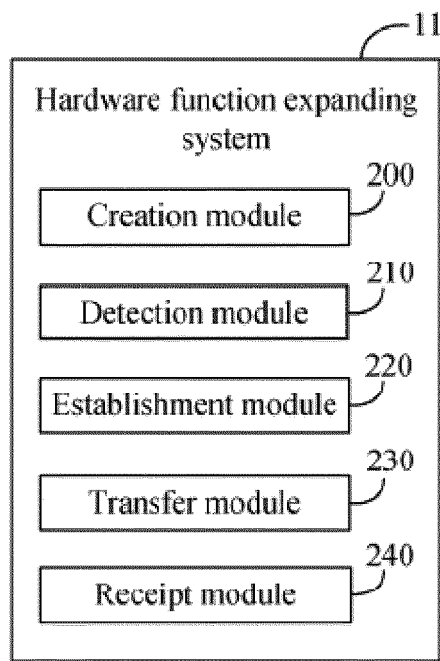 11
Hardware function expanding
system
200
Creation module
210
Detection module
220
Establishment module
230
Transfer module
240
Receipt module